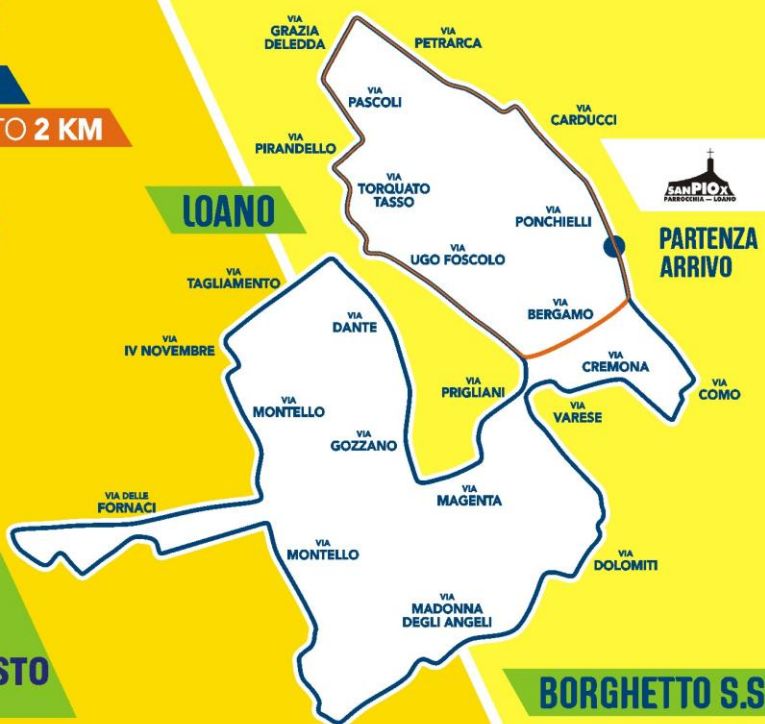 VIA
GRAZIA
DELEDDA
VIA
PETRARCA
VIA
PASCOLI
VIA
CARDUCCI
TO 2 KM
VIA
PIRANDELLO
SANPIOX
PARROCCHIA — LOANO
VIA
TORQUATO
TASSO
LOANO
VIA
PONCHIELLI
PARTENZA
ARRIVO
VIA
UGO FOSCOLO
VIA
TAGLIAMENTO
VIA
BERGAMO
VIA
DANTE
VIA
IV NOVEMBRE
VIA
CREMONA
VIA
PRIGLIANI
VIA
COMO
VIA
MONTELLO
VIA
VARESE
VIA
GOZZANO
VIA
MAGENTA
VIA DELLE
FORNACI
VIA
MONTELLO
VIA
DOLOMITI
VIA
MADONNA
DEGLI ANGELI
STO
BORGHETTO S.S